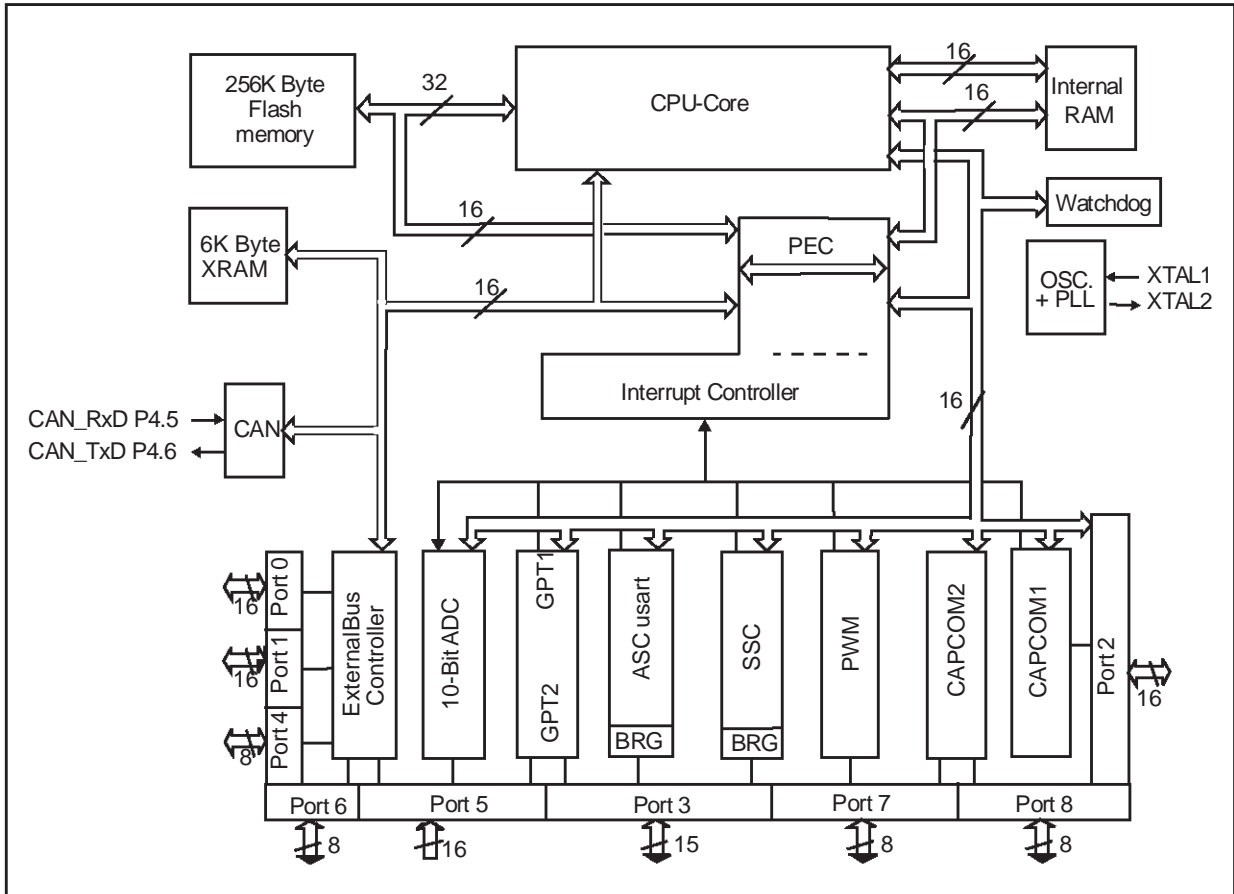 256K Byte
Flash
memory
32
CPU-Core
16
16
Internal
RAM
Watchdog
6K Byte
XRAM
16
PEC
16
OSC.
+ PLL
XTAL1
XTAL2
Interrupt Controller
16
CAN_RxD P4.5
CAN_TxD P4.6
CAN
Port 0
16
Port 1
16
Port 4
8
ExternalBus
Controller
10-Bit ADC
GPT1
GPT2
ASC usart
BRG
SSC
BRG
PWM
CAPCOM2
CAPCOM1
Port 2
16
Port 6
Port 5
Port 3
Port 7
Port 8
8
16
15
8
8